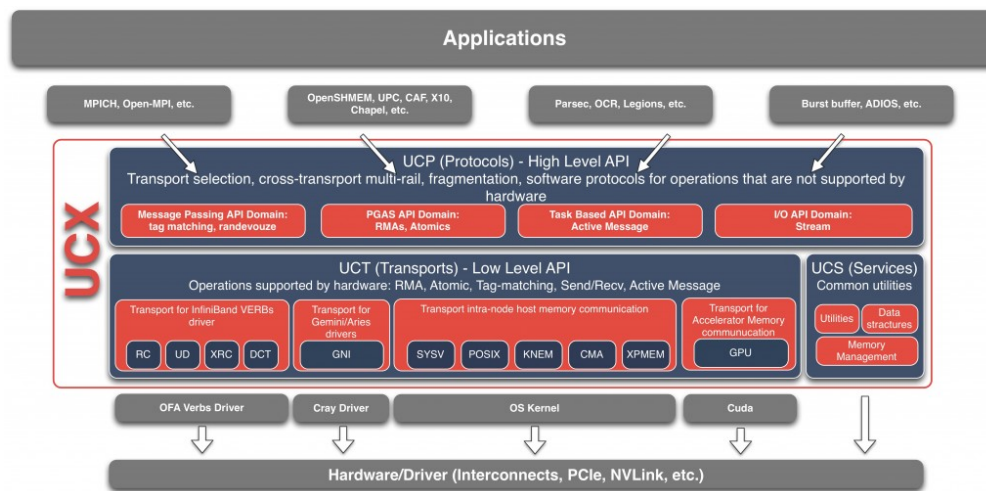 Applications
MPICH, Open-MPI, etc.
OpenSHMEM, UPC, CAF, X10,
Chapel, etc.
Parsec, OCR, Legions, etc.
Burst buffer, ADIOS, etc.
UCX
UCP (Protocols) - High Level API
Transport selection, cross-transrport multi-rail, fragmentation, software protocols for operations that are not supported by
hardware
Message Passing API Domain:
tag matching, randevouze
PGAS API Domain:
RMAs, Atomics
Task Based API Domain:
Active Message
I/O API Domain:
Stream
UCT (Transports) - Low Level API
Operations supported by hardware: RMA, Atomic, Tag-matching, Send/Recv, Active Message
Transport for InfiniBand VERBs
driver
RC
UD
XRC
DCT
Transport for
Gemini/Aries
drivers
GNI
Transport intra-node host memory communication
SYSV
POSIX
KNEM
CMA
XPMEM
Transport for
Accelerator Memory
communucation
GPU
UCS (Services)
Common utilities
Utilities
Data
stractures
Memory
Management
OFA Verbs Driver
Cray Driver
OS Kernel
Cuda
Hardware/Driver (Interconnects, PCIe, NVLink, etc.)